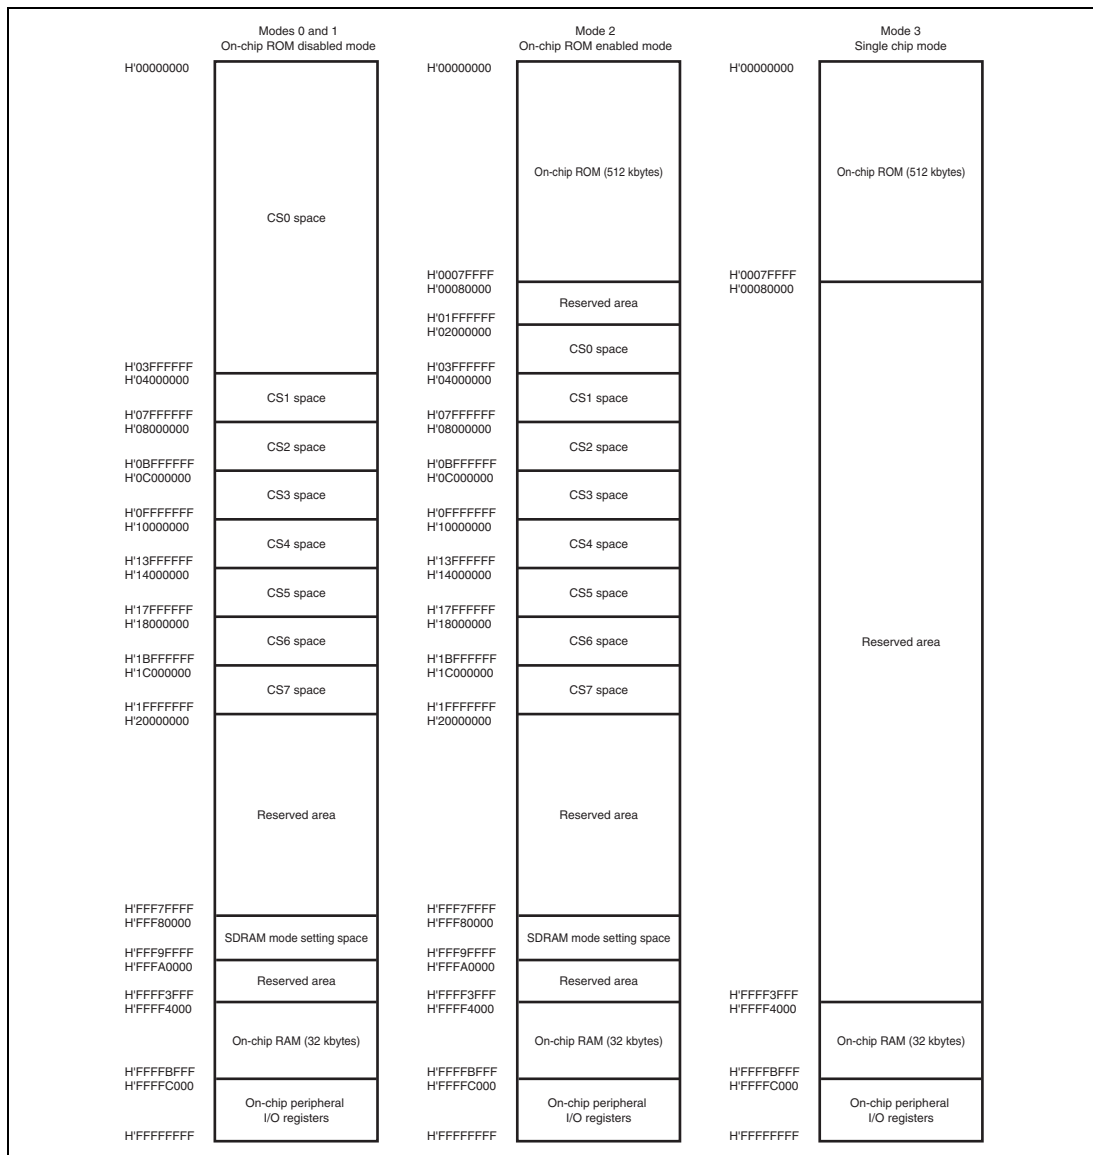 Modes 0 and 1
On-chip ROM disabled mode
H'00000000
CS0 space
H'03FFFFFF
H'04000000
CS1 space
H'07FFFFFF
H'08000000
CS2 space
H'0BFFFFFF
H'0C000000
CS3 space
H'0FFFFFFF
H'10000000
CS4 space
H'13FFFFFF
H'14000000
CS5 space
H'17FFFFFF
H'18000000
CS6 space
H'1BFFFFFF
H'1C000000
CS7 space
H'1FFFFFFF
H'20000000
Reserved area
H'FFF7FFFF
H'FFF80000
SDRAM mode setting space
H'FFF9FFFF
H'FFFA0000
Reserved area
H'FFFF3FFF
H'FFFF4000
On-chip RAM (32 kbytes)
H'FFFFBFFF
H'FFFFC000
On-chip peripheral
I/O registers
H'FFFFFFFF
Mode 2
On-chip ROM enabled mode
H'00000000
On-chip ROM (512 kbytes)
H'0007FFFF
H'00080000
Reserved area
H'01FFFFFF
H'02000000
CS0 space
H'03FFFFFF
H'04000000
CS1 space
H'07FFFFFF
H'08000000
CS2 space
H'0BFFFFFF
H'0C000000
CS3 space
H'0FFFFFFF
H'10000000
CS4 space
H'13FFFFFF
H'14000000
CS5 space
H'17FFFFFF
H'18000000
CS6 space
H'1BFFFFFF
H'1C000000
CS7 space
H'1FFFFFFF
H'20000000
Reserved area
H'FFF7FFFF
H'FFF80000
SDRAM mode setting space
H'FFF9FFFF
H'FFFA0000
Reserved area
H'FFFF3FFF
H'FFFF4000
On-chip RAM (32 kbytes)
H'FFFFBFFF
H'FFFFC000
On-chip peripheral
I/O registers
H'FFFFFFFF
Mode 3
Single chip mode
H'00000000
On-chip ROM (512 kbytes)
H'0007FFFF
H'00080000
Reserved area
H'FFFF3FFF
H'FFFF4000
On-chip RAM (32 kbytes)
H'FFFFBFFF
H'FFFFC000
On-chip peripheral
I/O registers
H'FFFFFFFF